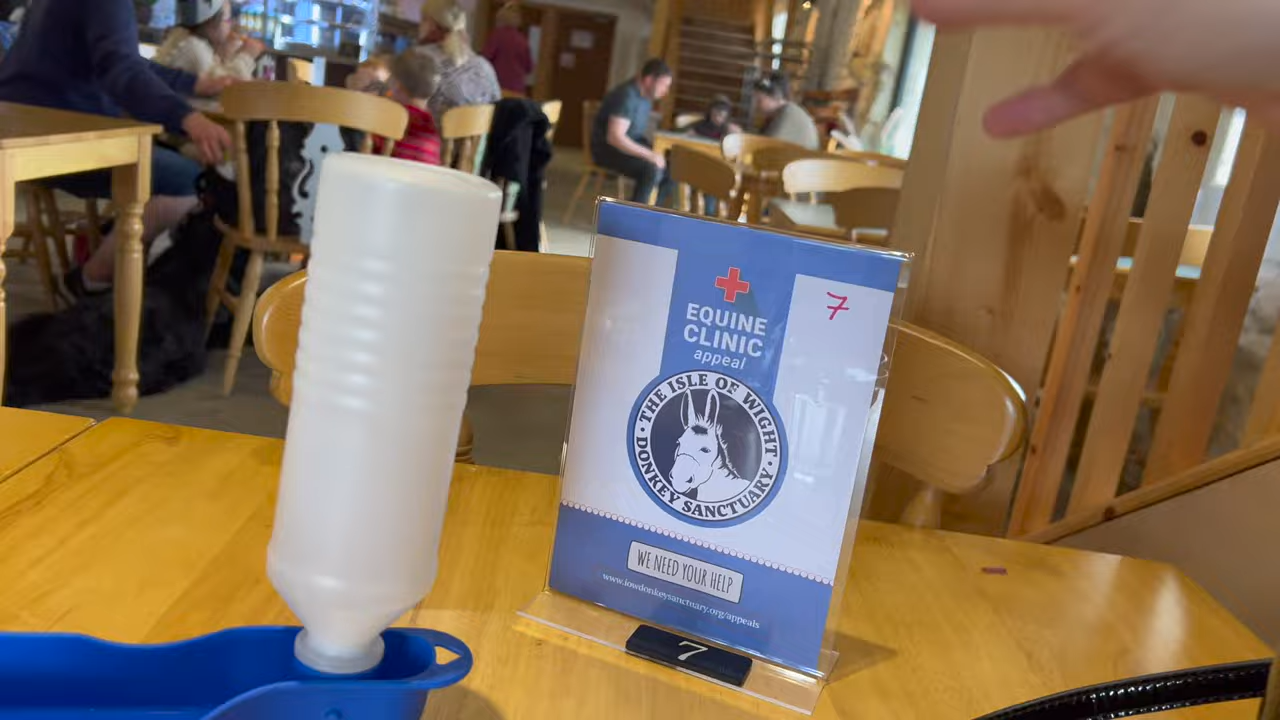 7
EQUINE
CLINIC
appeal
THE ISLE OF WIGHT
DONKEY SANCTUARY
WE NEED YOUR HELP
www.iowdonkeysanctuary.org/appeals
7